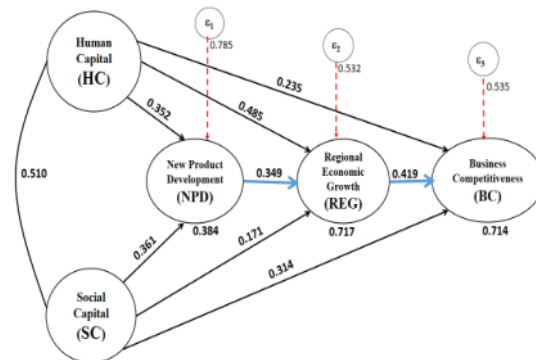 ε1
0.785
ε2
0.532
ε3
0.535
Human
Capital
(HC)
0.235
0.485
0.352
0.510
New Product
Development
(NPD)
0.384
0.349
Regional
Economic
Growth
(REG)
0.717
0.419
Business
Competitiveness
(BC)
0.714
0.361
0.171
0.314
Social
Capital
(SC)